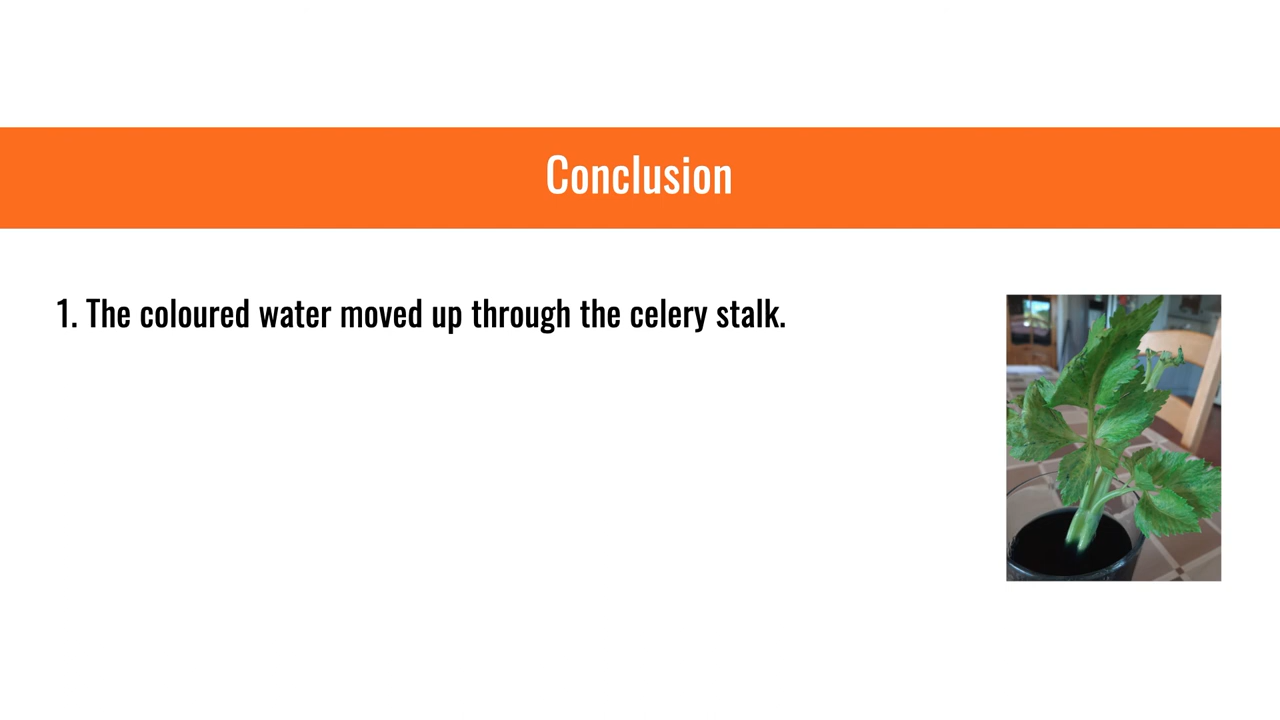 Conclusion
1. The coloured water moved up through the celery stalk.